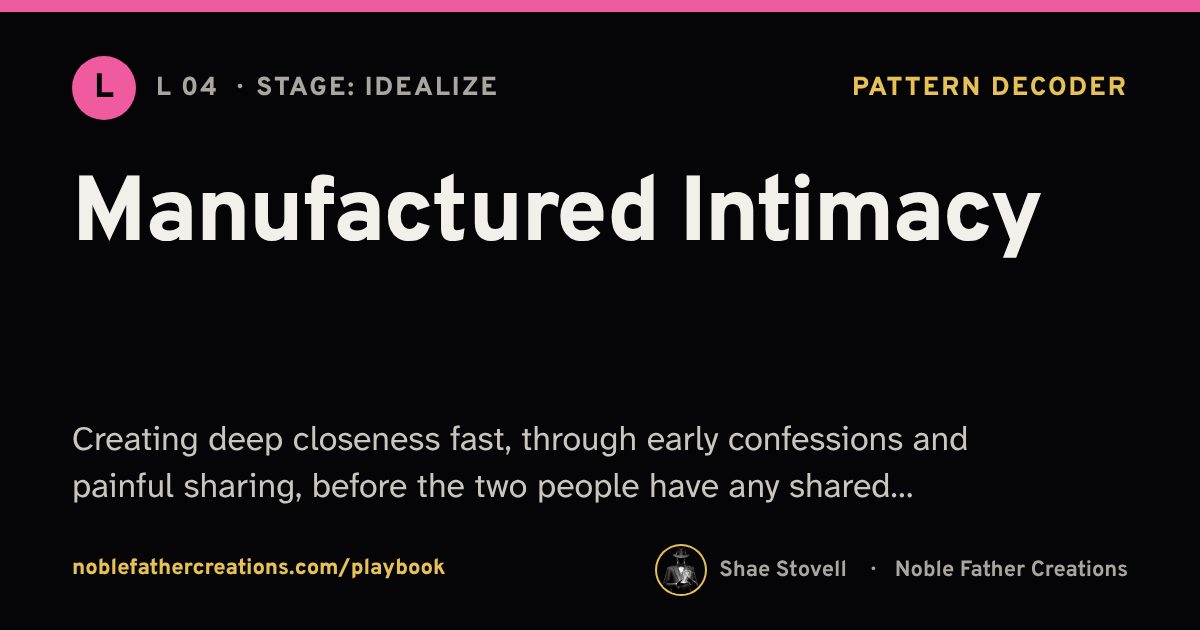 L
L 04 · STAGE: IDEALIZE
PATTERN DECODER
Manufactured Intimacy
Creating deep closeness fast, through early confessions and
painful sharing, before the two people have any shared...
noblefathercreations.com/playbook
Shae Stovell · Noble Father Creations